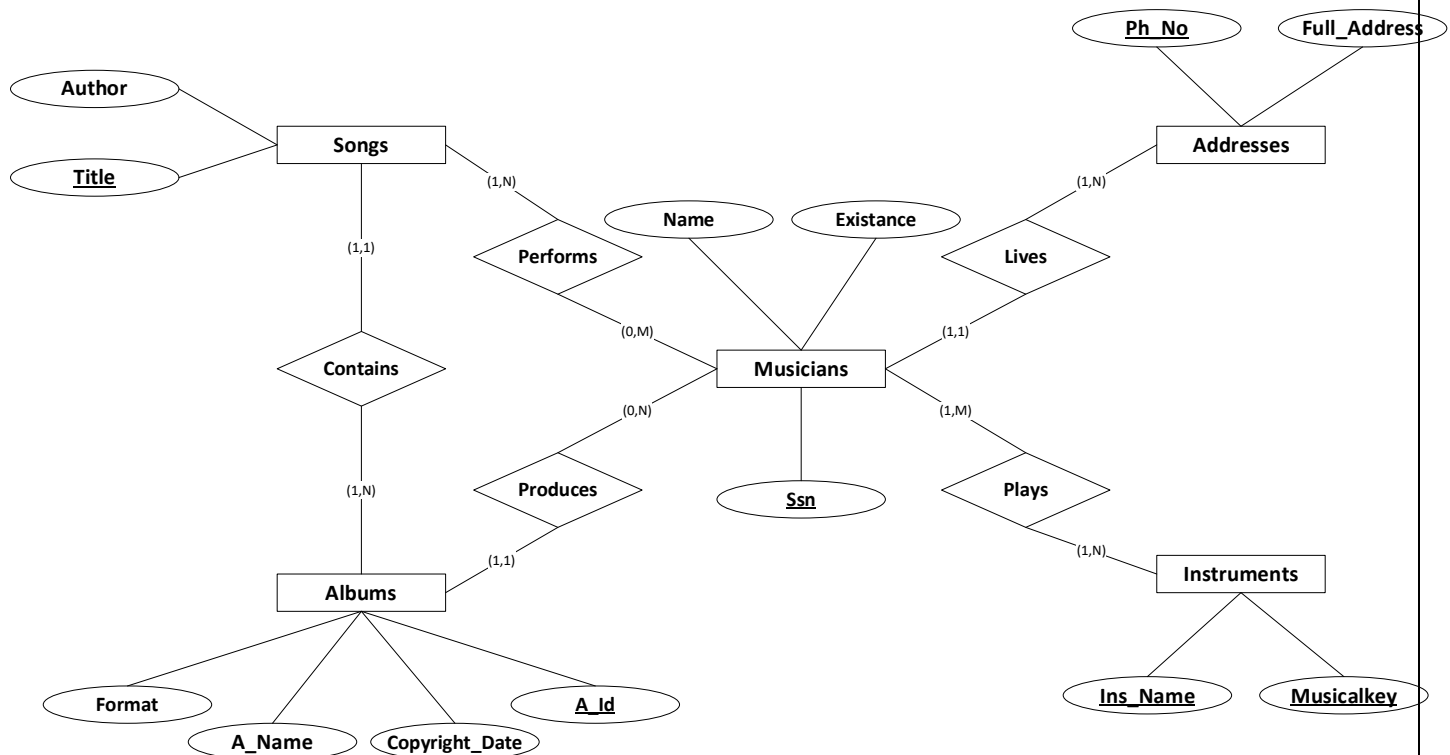 Ph_No
Full_Address
Author
Songs
Addresses
Title
(1,N)
(1,N)
Name
Existance
(1,1)
Performs
Lives
(0,M)
(1,1)
Contains
Musicians
(0,N)
(1,M)
(1,N)
Produces
Ssn
Plays
(1,1)
(1,N)
Albums
Instruments
Format
A_Id
Ins_Name
Musicalkey
A_Name
Copyright_Date